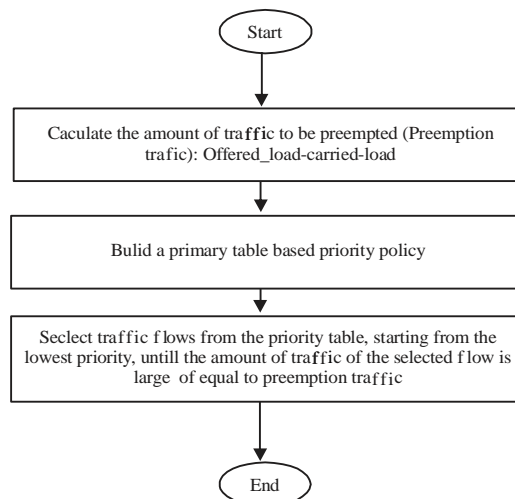 Start
Caculate the amount of traffic to be preempted (Preemption
trafic): Offered_load-carried-load
Bulid a primary table based priority policy
Seclect traffic flows from the priority table, starting from the
lowest priority, untill the amount of traffic of the selected flow is
large of equal to preemption traffic
End